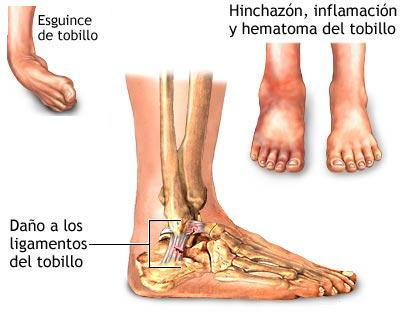 Esguince
de tobillo
Hinchazón, inflamación
y hematoma del tobillo
Daño a los
ligamentos
del tobillo